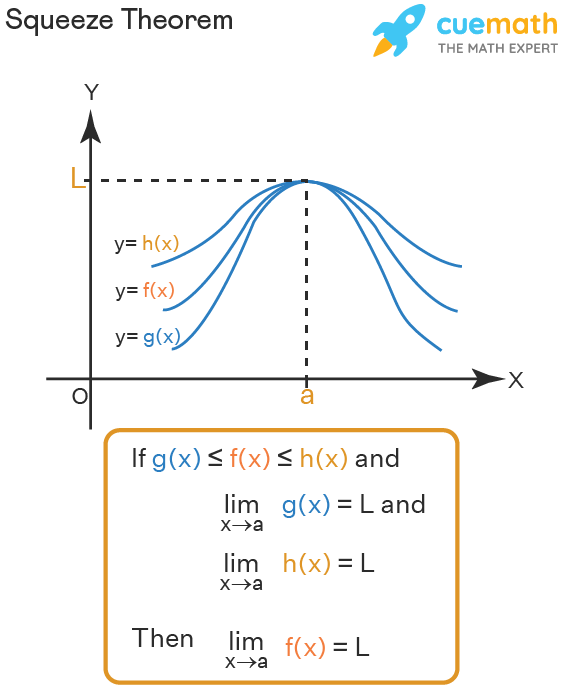 Squeeze Theorem
cuemath
THE MATH EXPERT
Y
L
y= h(x)
y= f(x)
y= g(x)
O
a
X
If g(x) ≤ f(x) ≤ h(x) and
lim g(x) = L and
x→a
lim h(x) = L
x→a
Then lim f(x) = L
x→a